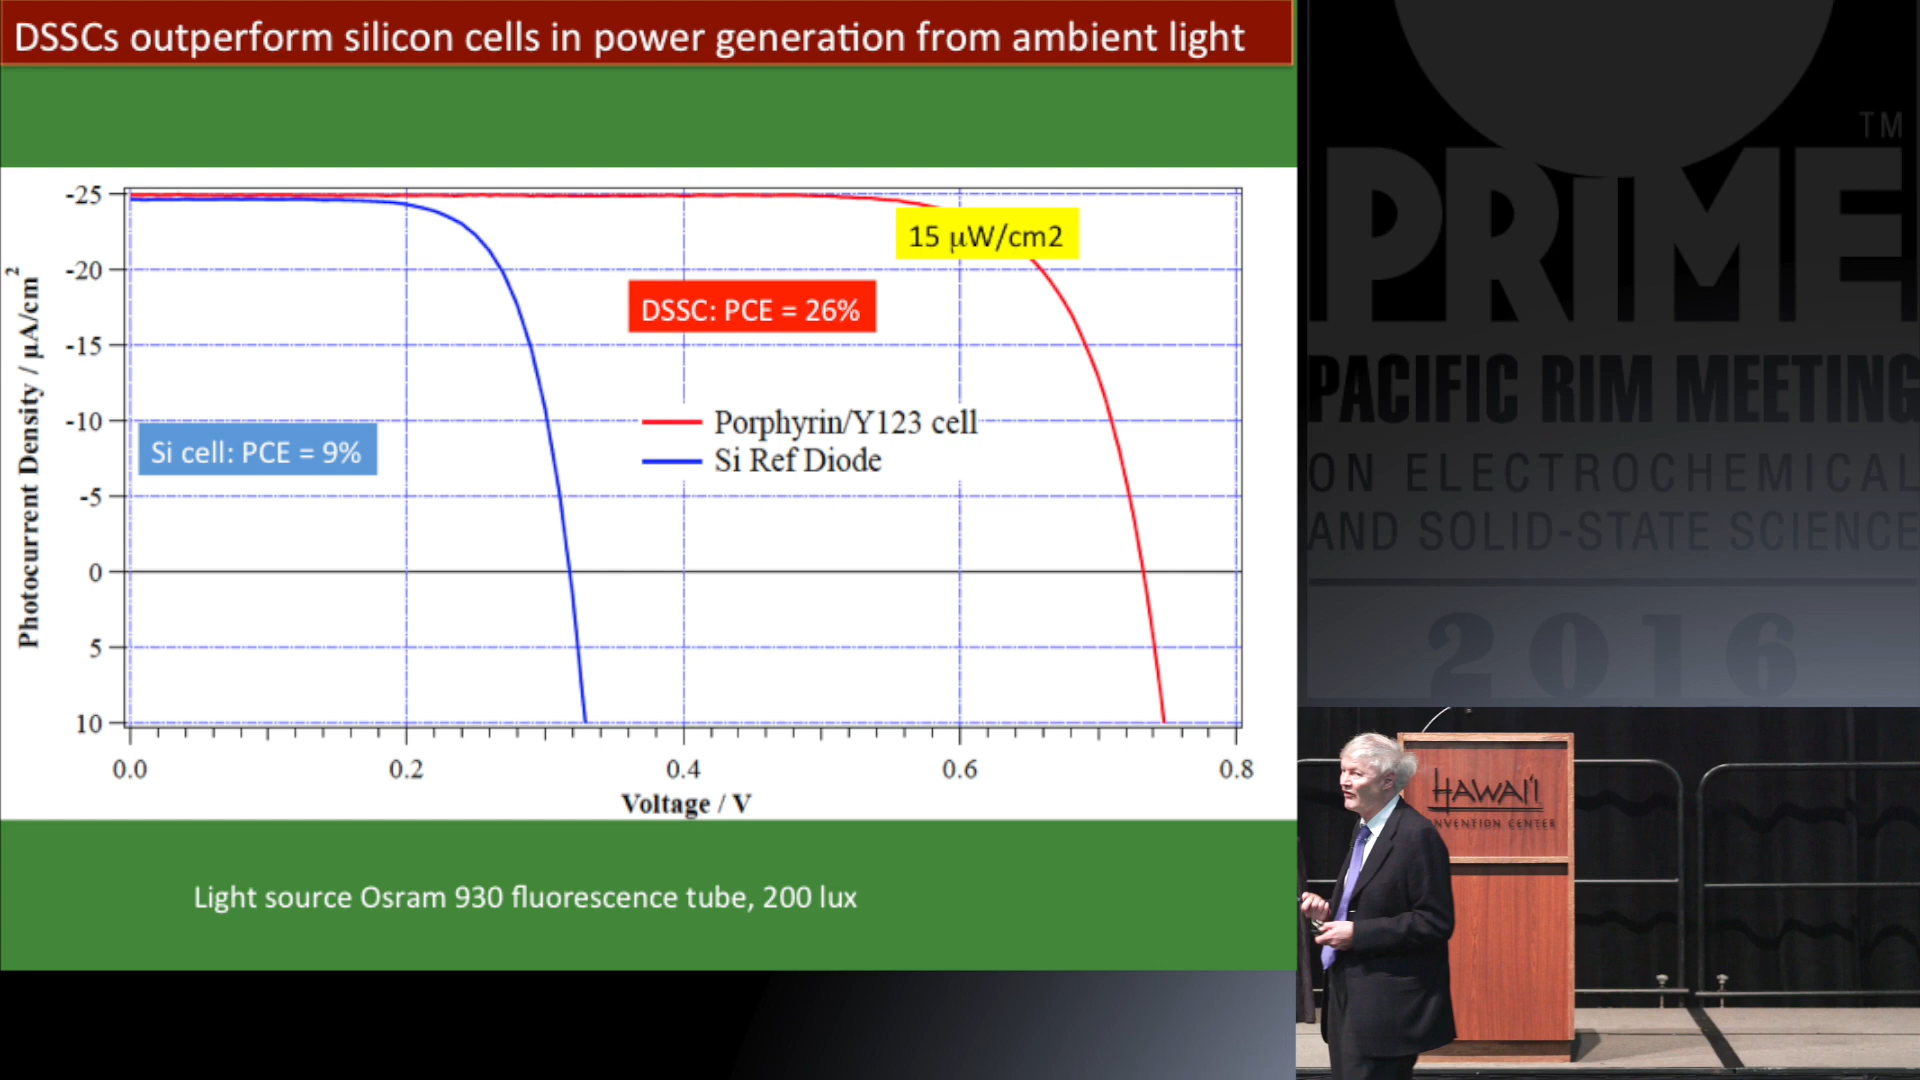 DSSCs outperform silicon cells in power generation from ambient light
Photocurrent Density / µA/cm2
-25
-20
-15
-10
-5
0
5
10
15 µW/cm2
DSSC: PCE = 26%
Porphyrin/Y123 cell
Si Ref Diode
Si cell: PCE = 9%
0.0 0.2 0.4 0.6 0.8
Voltage / V
Light source Osram 930 fluorescence tube, 200 lux
TM
PRiME
PACIFIC RIM MEETING
ON ELECTROCHEMICAL
AND SOLID-STATE SCIENCE
2016
HAWAI'I
NVENTION CENTER